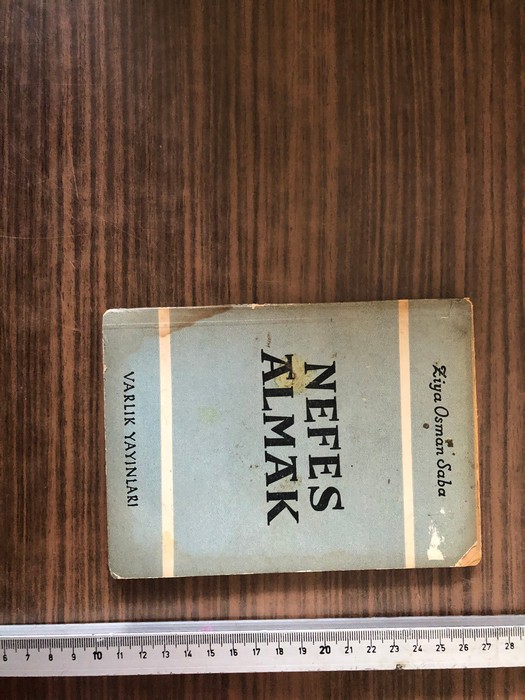 Ziya Osman Saba
NEFES
ALMAK
VARLIK YAYINLARI
6 7 8 9 10 11 12 13 14 15 16 17 18 19 20 21 22 23 24 25 26 27 28